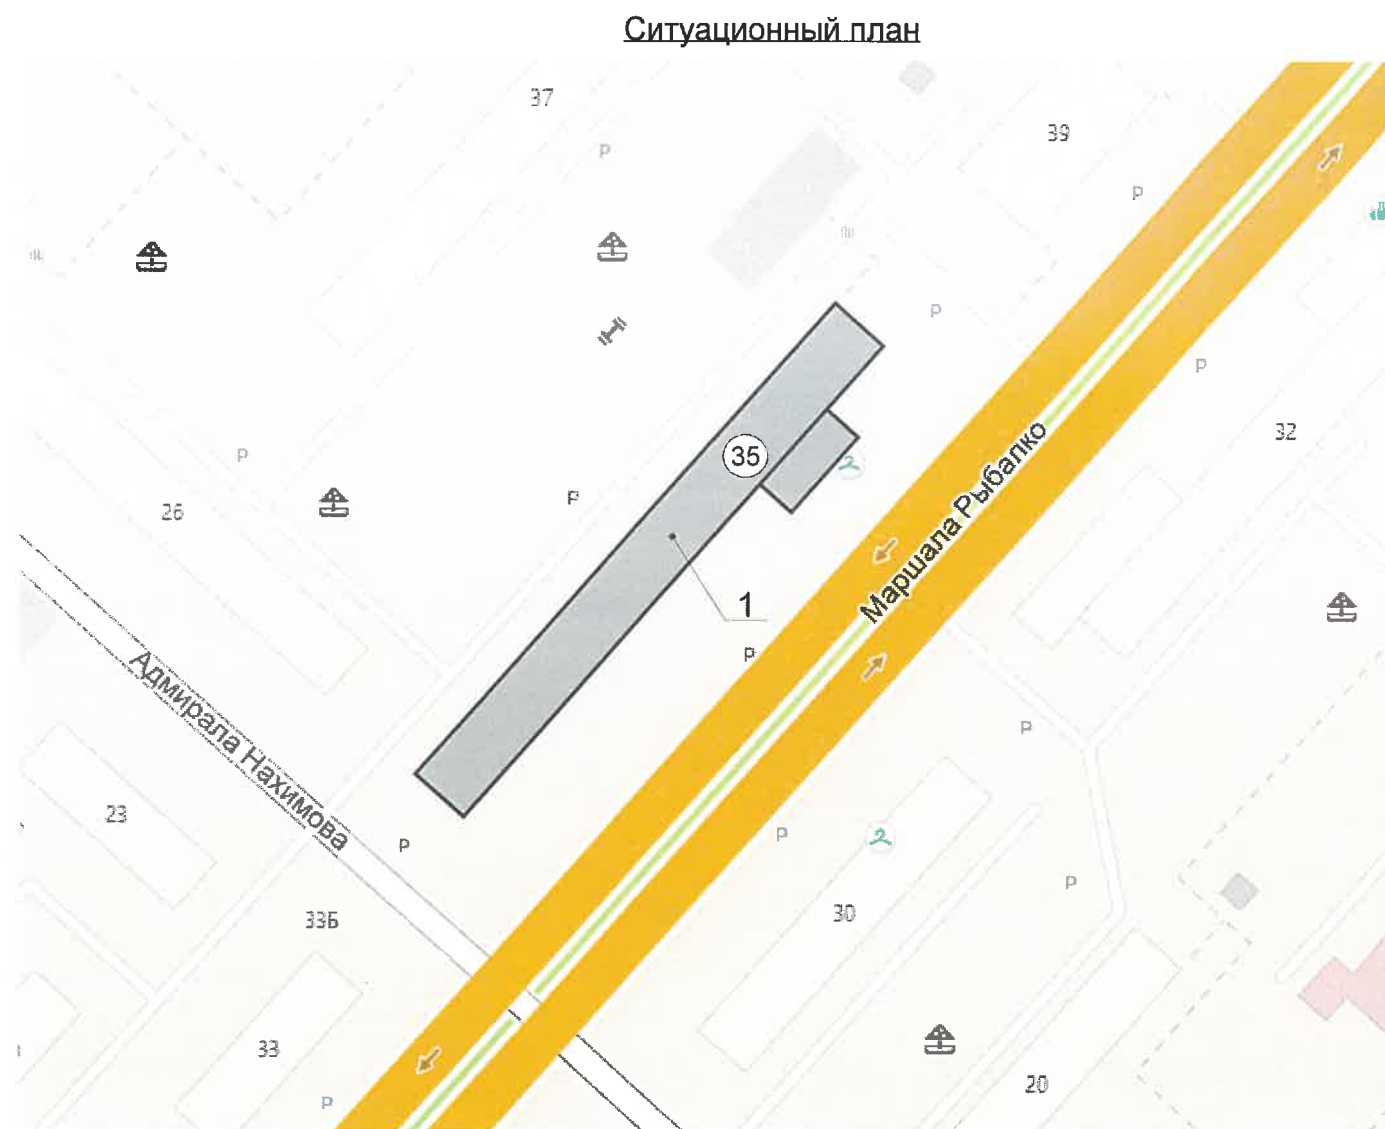 Ситуационный план
37
39
P
P
P
P
35
32
P
26
P
Маршала Рыбалко
1
P
Адмирала Нахимова
P
23
P
P
P
33Б
30
33
20
P